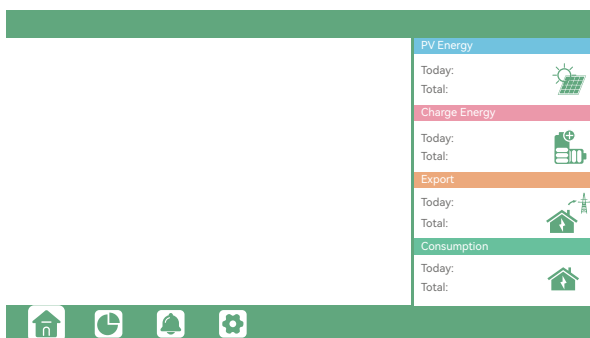 PV Energy
Today:
Total:
Charge Energy
Today:
Total:
Export
Today:
Total:
Consumption
Today:
Total: